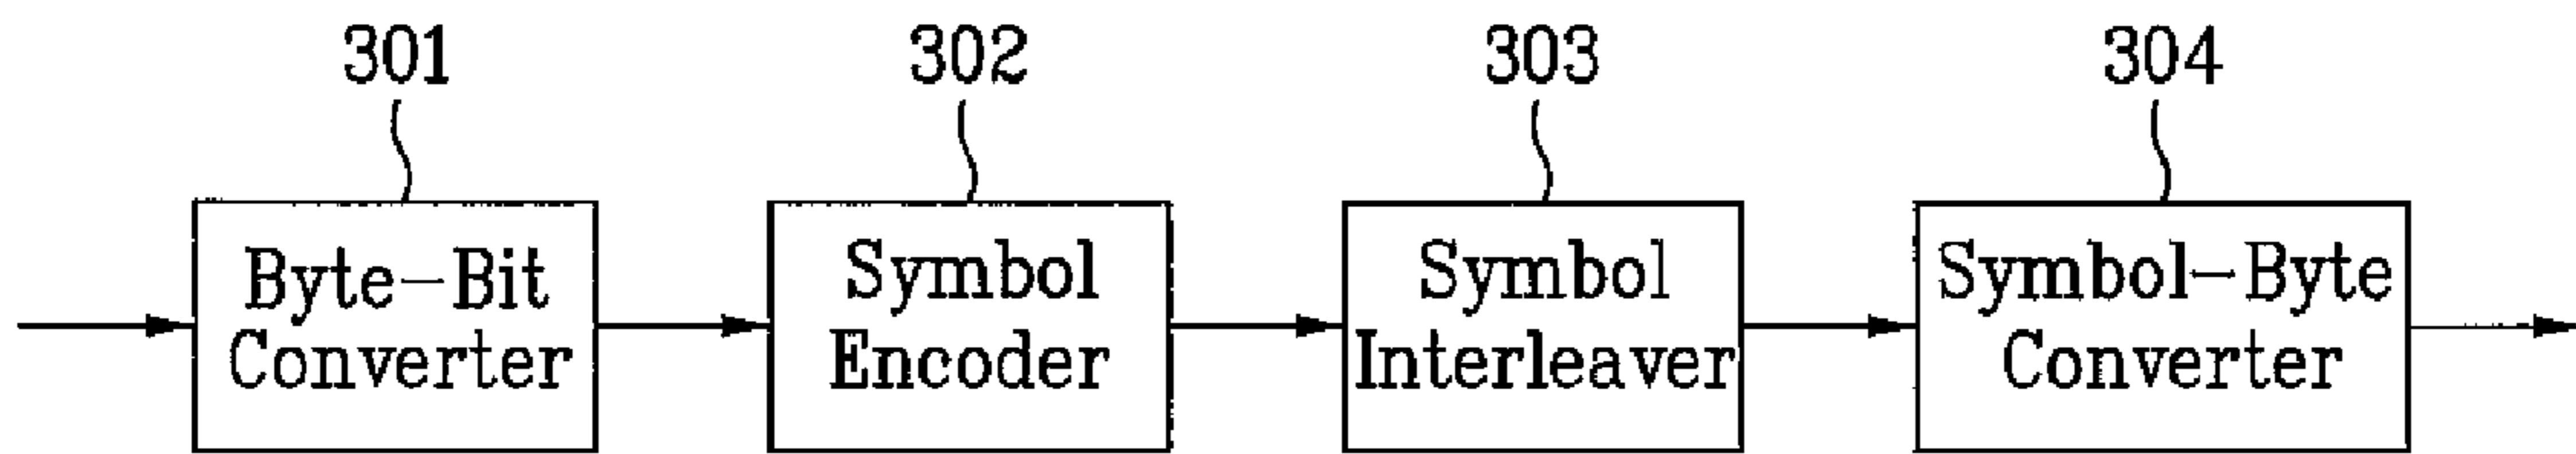 301 302 303 304
Byte-Bit Symbol Symbol Symbol-Byte
Converter Encoder Interleaver Converter